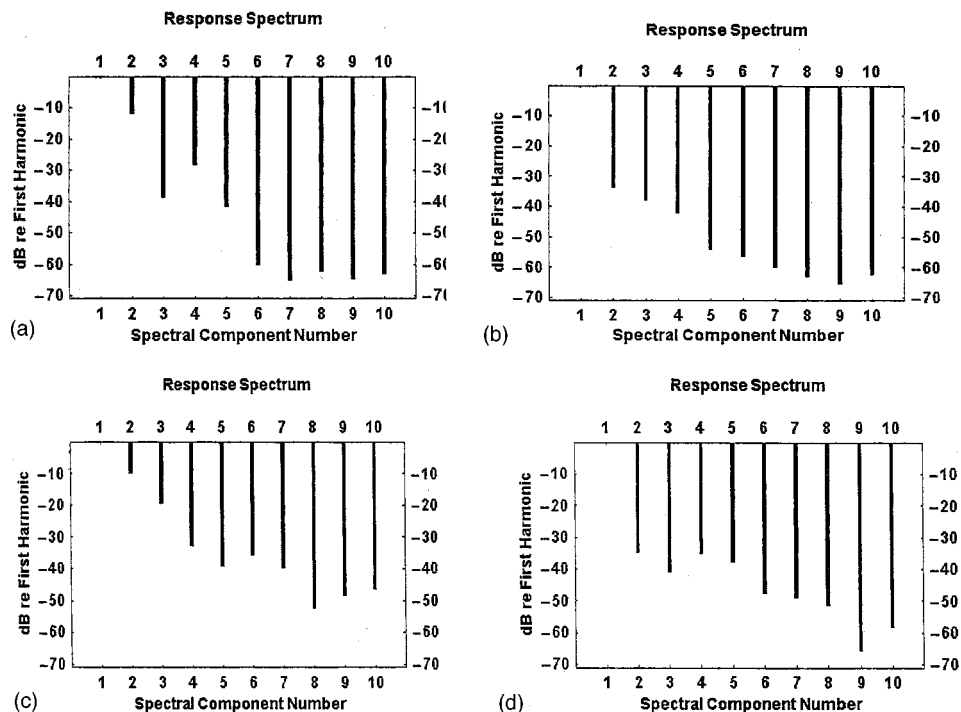 Response Spectrum
1 2 3 4 5 6 7 8 9 10
dB re First Harmonic
−10 −10
−20 −20
−30 −30
−40 −40
−50 −50
−60 −60
−70 −70
1 2 3 4 5 6 7 8 9 10
Spectral Component Number
(a)
Response Spectrum
1 2 3 4 5 6 7 8 9 10
dB re First Harmonic
−10 −10
−20 −20
−30 −30
−40 −40
−50 −50
−60 −60
−70 −70
1 2 3 4 5 6 7 8 9 10
Spectral Component Number
(b)
Response Spectrum
1 2 3 4 5 6 7 8 9 10
dB re First Harmonic
−10 −10
−20 −20
−30 −30
−40 −40
−50 −50
−60 −60
−70 −70
1 2 3 4 5 6 7 8 9 10
Spectral Component Number
(c)
Response Spectrum
1 2 3 4 5 6 7 8 9 10
dB re First Harmonic
−10 −10
−20 −20
−30 −30
−40 −40
−50 −50
−60 −60
−70 −70
1 2 3 4 5 6 7 8 9 10
Spectral Component Number
(d)